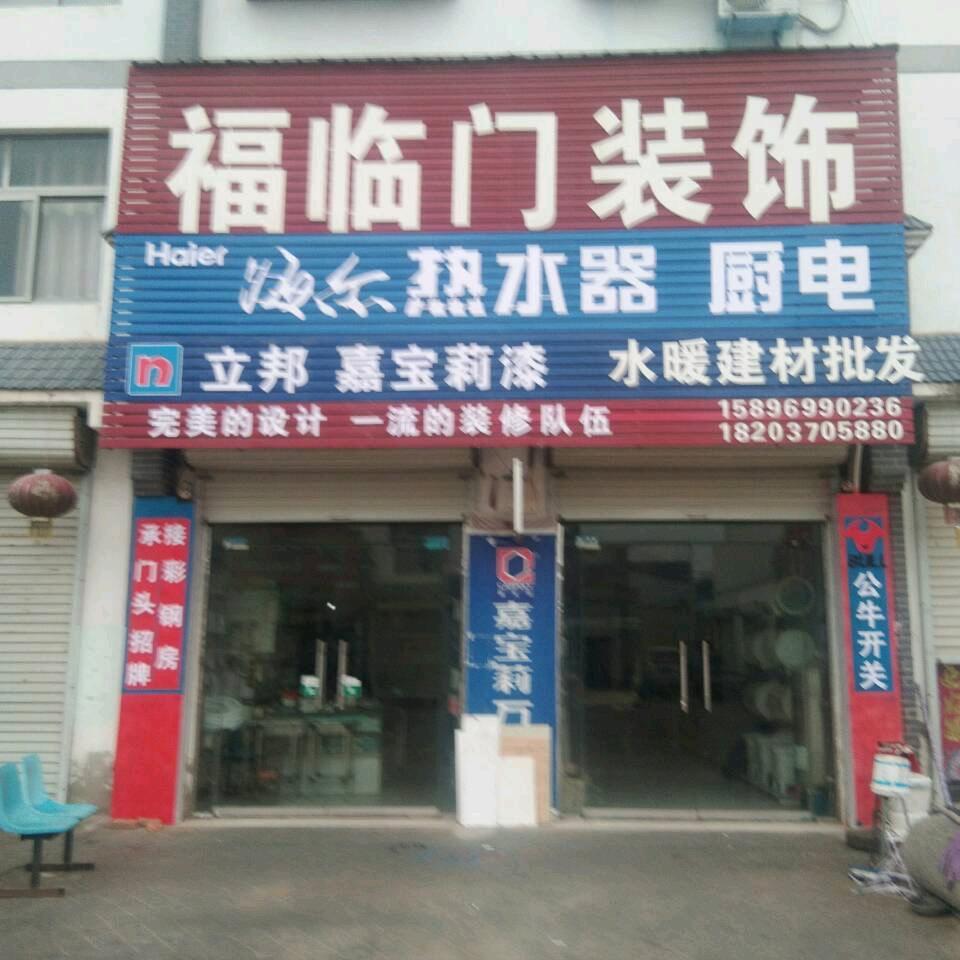 福临门装饰
Haier 海尔 热水器 厨电
n 立邦 嘉宝莉漆 水暖建材批发
完美的设计 一流的装修队伍 15896990236
18203705880
接彩钢房
承门头招牌
嘉宝莉
BULL
公牛开关